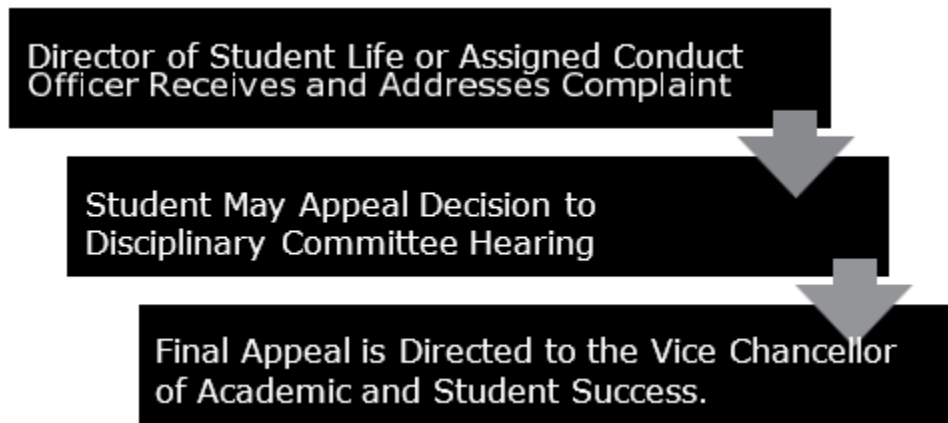 Director of Student Life or Assigned Conduct
Officer Receives and Addresses Complaint
Student May Appeal Decision to
Disciplinary Committee Hearing
Final Appeal is Directed to the Vice Chancellor
of Academic and Student Success.